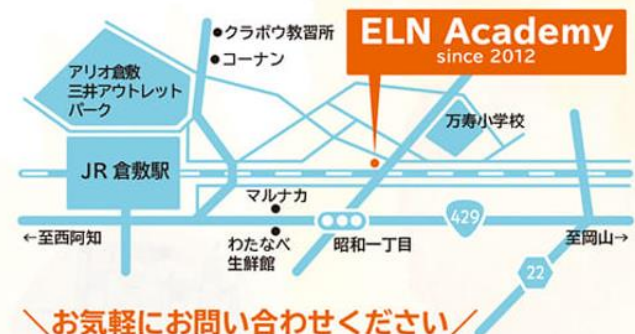 ELN Academy
since 2012
クラボウ教習所
コーナン
アリオ倉敷
三井アウトレット
パーク
万寿小学校
JR 倉敷駅
マルナカ
429
←至西阿知
わたなべ
生鮮館
昭和一丁目
至岡山→
22
＼お気軽にお問い合わせください／